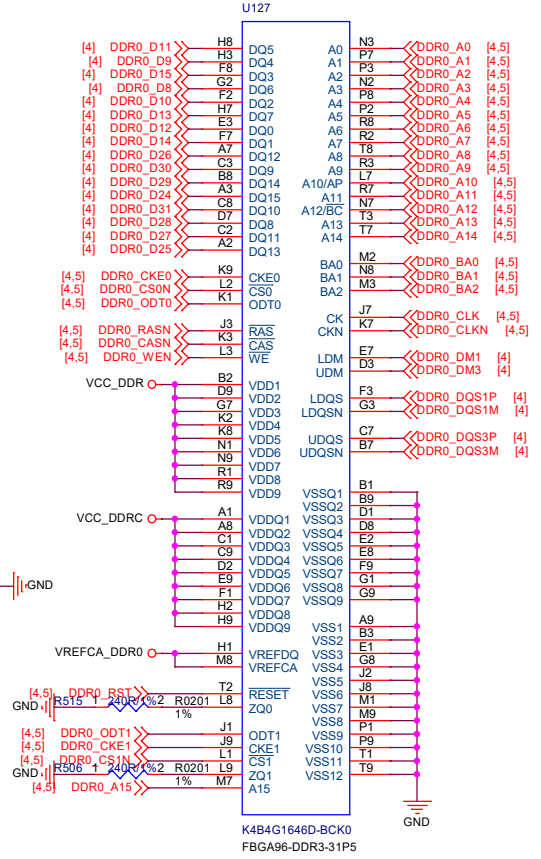 U127
[4] DDR0_D11 H8 DQ5 A0 N3 DDR0_A0 [4,5]
[4] DDR0_D9 H3 DQ4 A1 P7 DDR0_A1 [4,5]
[4] DDR0_D15 F8 DQ3 A2 P3 DDR0_A2 [4,5]
[4] DDR0_D8 G2 DQ6 A3 N2 DDR0_A3 [4,5]
[4] DDR0_D10 F2 DQ2 A4 P8 DDR0_A4 [4,5]
[4] DDR0_D13 H7 DQ7 A5 P2 DDR0_A5 [4,5]
[4] DDR0_D12 E3 DQ0 A6 R8 DDR0_A6 [4,5]
[4] DDR0_D14 F7 DQ1 A7 R2 DDR0_A7 [4,5]
[4] DDR0_D26 A7 DQ12 A8 T8 DDR0_A8 [4,5]
[4] DDR0_D30 C3 DQ9 A9 R3 DDR0_A9 [4,5]
[4] DDR0_D29 B8 DQ14 A10/AP L7 DDR0_A10 [4,5]
[4] DDR0_D24 A3 DQ15 A11 R7 DDR0_A11 [4,5]
[4] DDR0_D31 C8 DQ10 A12/BC N7 DDR0_A12 [4,5]
[4] DDR0_D28 D7 DQ8 A13 T3 DDR0_A13 [4,5]
[4] DDR0_D27 C2 DQ11 A14 T7 DDR0_A14 [4,5]
[4] DDR0_D25 A2 DQ13
BA0 M2 DDR0_BA0 [4,5]
[4,5] DDR0_CKE0 K9 CKE0 BA1 N8 DDR0_BA1 [4,5]
[4,5] DDR0_CS0N L2 CS0 BA2 M3 DDR0_BA2 [4,5]
[4,5] DDR0_ODT0 K1 ODT0
CK J7 DDR0_CLK [4,5]
[4,5] DDR0_RASN J3 RAS CKN K7 DDR0_CLKN [4,5]
[4,5] DDR0_CASN K3 CAS
[4,5] DDR0_WEN L3 WE LDM E7 DDR0_DM1 [4]
UDM D3 DDR0_DM3 [4]
VCC_DDR B2 VDD1
D9 VDD2 LDQS F3 DDR0_DQS1P [4]
G7 VDD3 LDQSN G3 DDR0_DQS1M [4]
K2 VDD4
K8 VDD5 UDQS C7 DDR0_DQS3P [4]
N1 VDD6 UDQSN B7 DDR0_DQS3M [4]
N9 VDD7
R1 VDD8
R9 VDD9 VSSQ1 B1
VSSQ2 B9
VCC_DDRC A1 VDDQ1 VSSQ3 D1
A8 VDDQ2 VSSQ4 D8
C1 VDDQ3 VSSQ5 E2
C9 VDDQ4 VSSQ6 E8
D2 VDDQ5 VSSQ7 F9
E9 VDDQ6 VSSQ8 G1
F1 VDDQ7 VSSQ9 G9
GND
H2 VDDQ8
H9 VDDQ9 VSS1 A9
VSS2 B3
VREFCA_DDR0 H1 VREFDQ VSS3 E1
M8 VREFCA VSS4 G8
VSS5 J2
[4,5] DDR0_RST T2 RESET VSS6 J8
GND R515 1 240R/1% 2 R0201 L8 ZQ0 VSS7 M1
1% VSS8 M9
[4,5] DDR0_ODT1 J1 ODT1 VSS9 P1
[4,5] DDR0_CKE1 J9 CKE1 VSS10 P9
[4,5] DDR0_CS1N L1 CS1 VSS11 T1
GND R506 1 240R/1% 2 R0201 L9 ZQ1 VSS12 T9
1%
[4,5] DDR0_A15 M7 A15
GND
K4B4G1646D-BCK0
FBGA96-DDR3-31P5